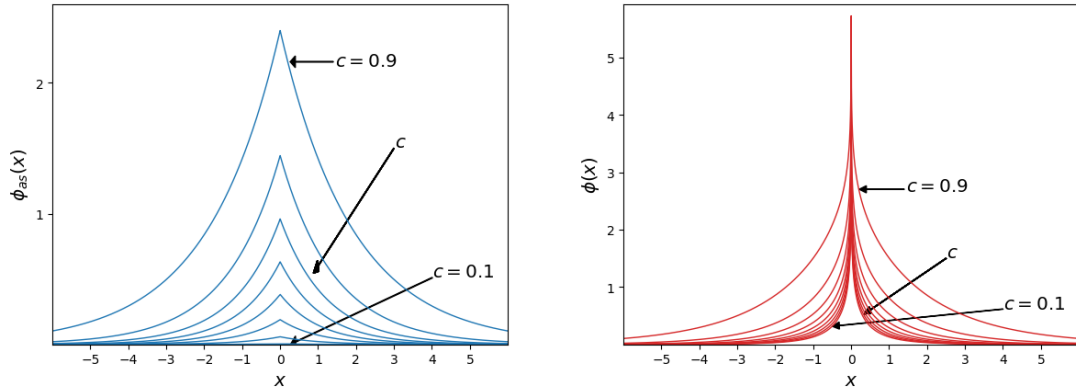 c = 0.9
2
c
ϕas(x)
1
c = 0.1
−5 −4 −3 −2 −1 0 1 2 3 4 5
x
5
4
3
c = 0.9
ϕ(x)
2
c
1
c = 0.1
−5 −4 −3 −2 −1 0 1 2 3 4 5
x